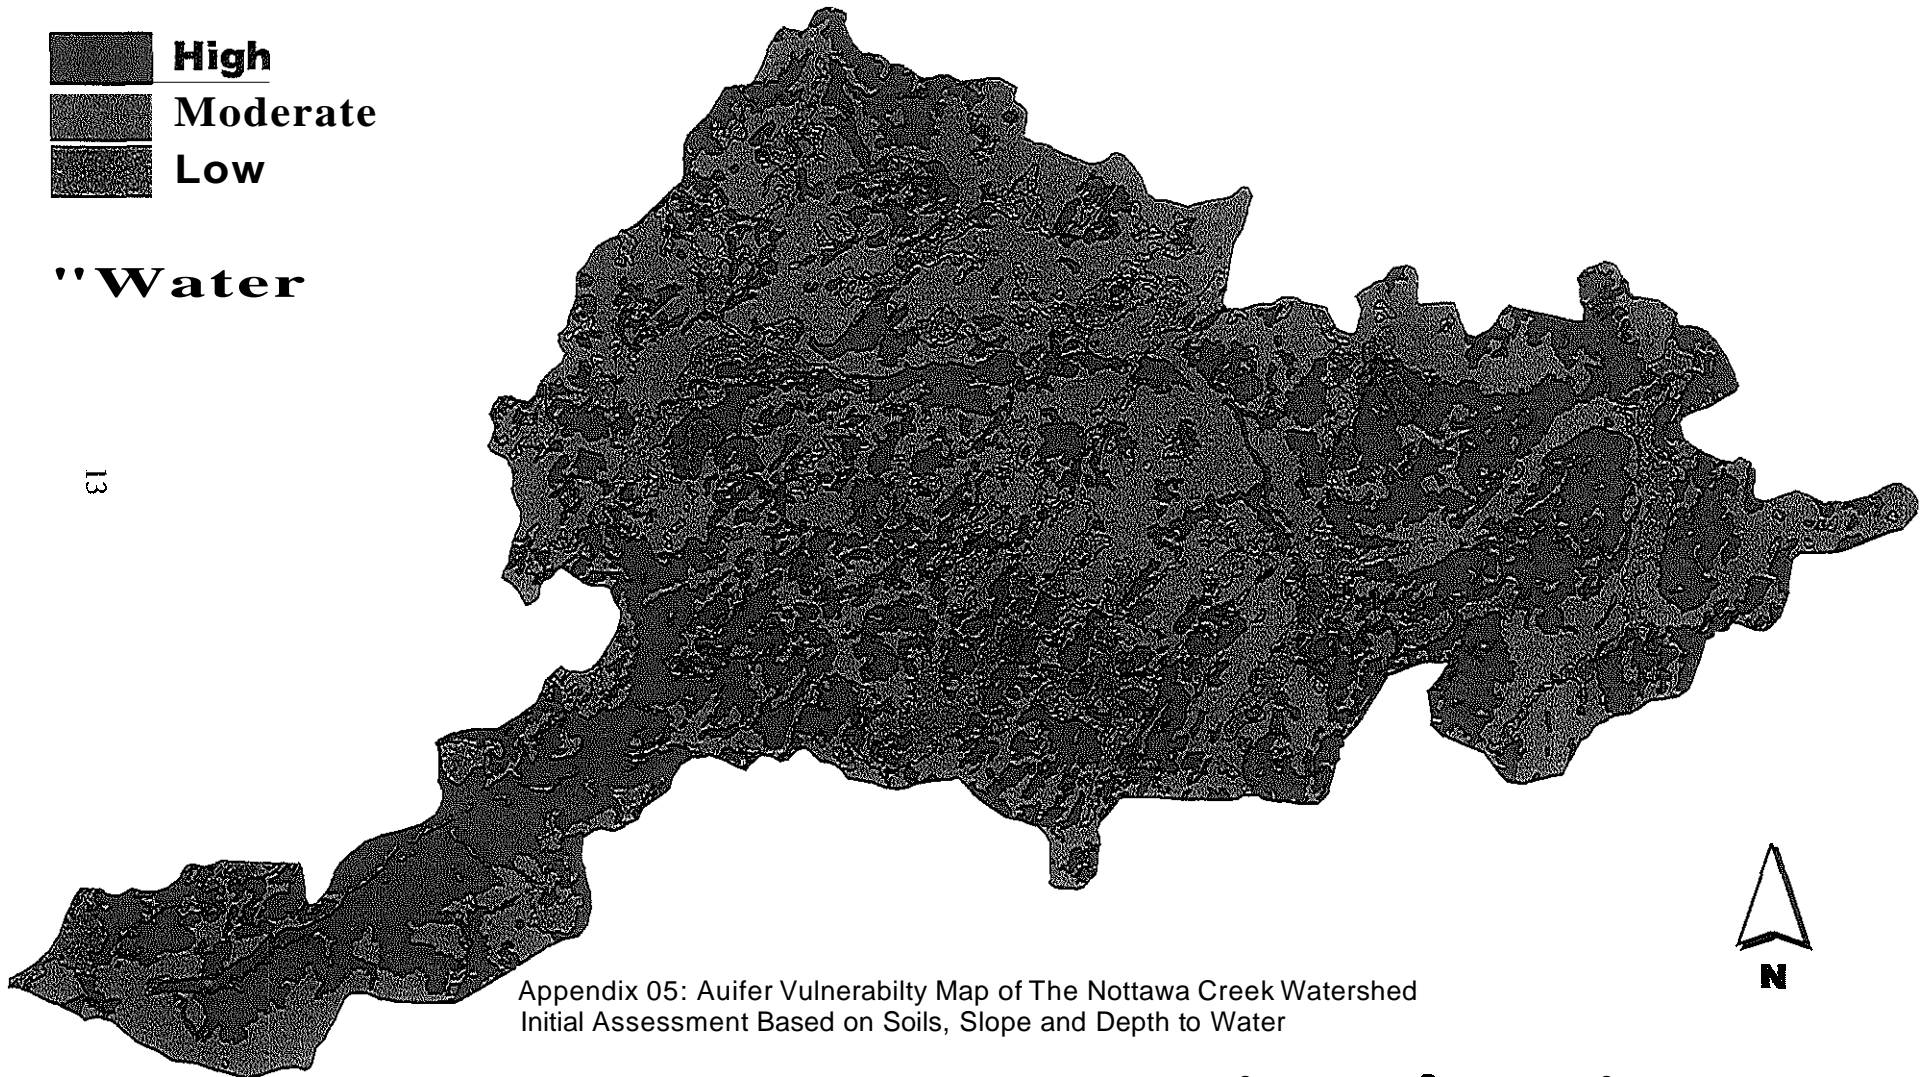 High
Moderate
Low
"Water
13
N
Appendix 05: Auifer Vulnerabilty Map of The Nottawa Creek Watershed
Initial Assessment Based on Soils, Slope and Depth to Water